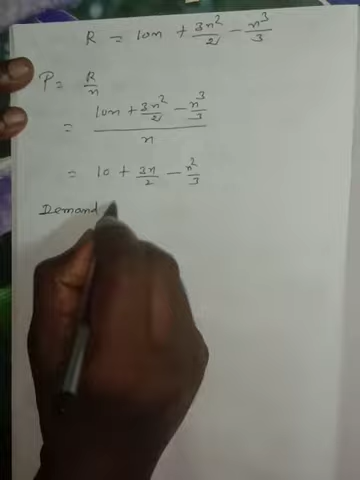 R = 10n + 3n²/2 - n³/3
P = R/n
= (10n + 3n²/2 - n³/3)/n
= 10 + 3n/2 - n²/3
Demand